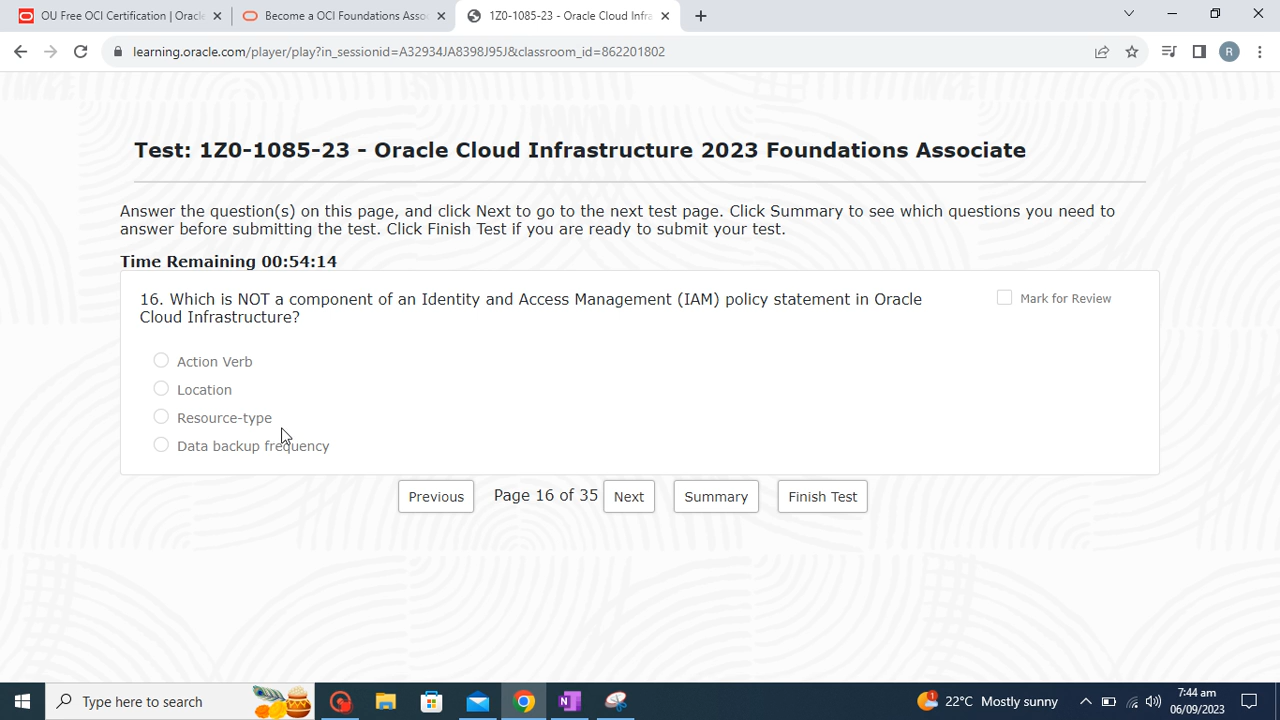 OU Free OCI Certification | Oracle
Become a OCI Foundations Asso
1Z0-1085-23 - Oracle Cloud Infra
learning.oracle.com/player/play?in_sessionid=A32934JA8398J95J&classroom_id=862201802
R
Test: 1Z0-1085-23 - Oracle Cloud Infrastructure 2023 Foundations Associate
Answer the question(s) on this page, and click Next to go to the next test page. Click Summary to see which questions you need to
answer before submitting the test. Click Finish Test if you are ready to submit your test.
Time Remaining 00:54:14
16. Which is NOT a component of an Identity and Access Management (IAM) policy statement in Oracle
Cloud Infrastructure?
Mark for Review
Action Verb
Location
Resource-type
Data backup frequency
Previous Page 16 of 35 Next Summary Finish Test
Type here to search
1
22°C Mostly sunny
7:44 am
06/09/2023